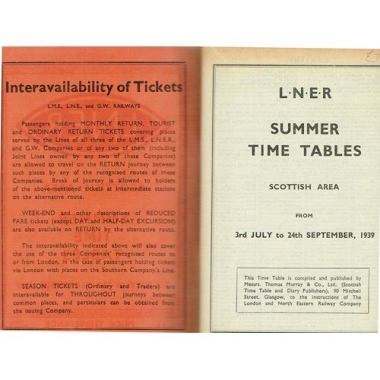 Interavailability of Tickets
L.M.S., L.N.E., and G.W. RAILWAYS
Passengers holding MONTHLY RETURN, TOURIST
and ORDINARY RETURN TICKETS covering places
served by the Lines of all three of the L.M.S., L.N.E.R.,
and G.W. Companies or of any two of them (including
Joint Lines owned by any two of those Companies)
are allowed to travel on the RETURN journey between
such places by any of the recognised routes of these
Companies. Break of journey is allowed to holders
of the above-mentioned tickets at intermediate stations
on the alternative route.
WEEK-END and other descriptions of REDUCED
FARE tickets (except DAY and HALF-DAY EXCURSIONS)
are also available on RETURN by the alternative route.
The interavailability indicated above will also cover
the use of the three Companies' recognised routes to
or from London, in the case of passengers holding tickets
via London with places on the Southern Company's Line.
SEASON TICKETS (Ordinary and Traders) are
interavailable for THROUGHOUT journeys between
common places, and particulars can be obtained from
the issuing Company.
L·N·E·R
SUMMER
TIME TABLES
SCOTTISH AREA
FROM
3rd JULY to 24th SEPTEMBER, 1939
This Time Table is compiled and published by
Messrs. Thomas Murray & Co., Ltd. (Scottish
Time Table and Diary Publishers), 90 Mitchell
Street, Glasgow, to the instructions of The
London and North Eastern Railway Company